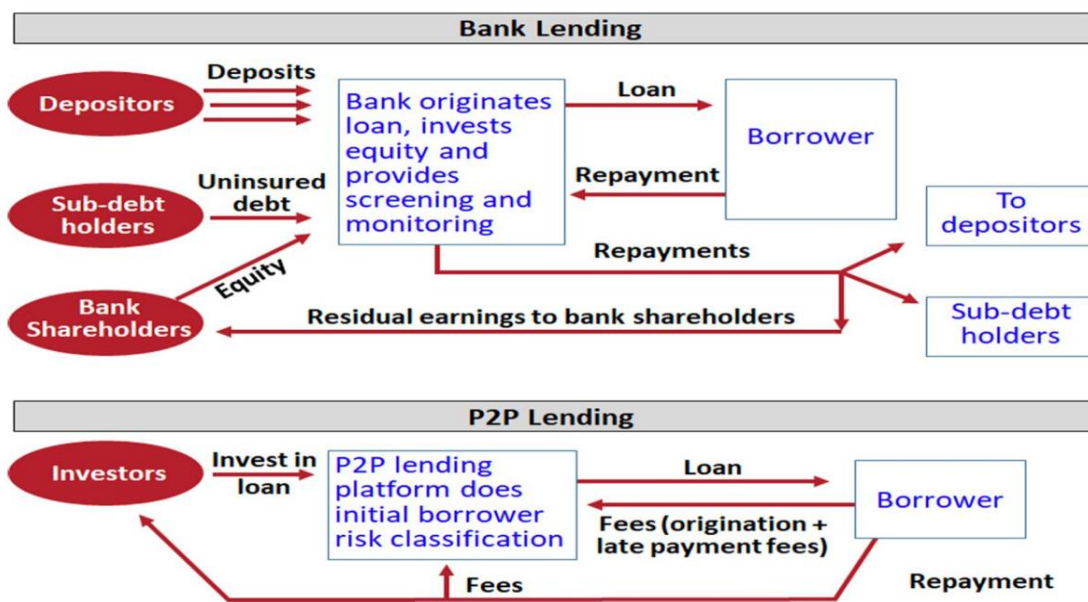 Bank Lending
Deposits
Depositors
Bank originates
loan, invests
equity and
provides
screening and
monitoring
Loan
Borrower
Repayment
Uninsured
debt
Sub-debt
holders
To
depositors
Repayments
Equity
Bank
Shareholders
Residual earnings to bank shareholders
Sub-debt
holders
P2P Lending
Investors
Invest in
loan
P2P lending
platform does
initial borrower
risk classification
Loan
Borrower
Fees (origination +
late payment fees)
Fees
Repayment